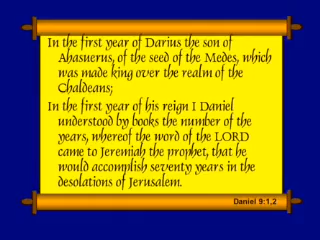 In the first year of Darius the son of
Ahasuerus, of the seed of the Medes, which
was made king over the realm of the
Chaldeans;
In the first year of his reign I Daniel
understood by books the number of the
years, whereof the word of the LORD
came to Jeremiah the prophet, that he
would accomplish seventy years in the
desolations of Jerusalem.
Daniel 9:1,2